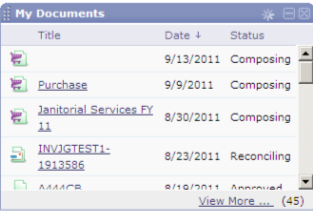 My Documents
Title Date ↓ Status
9/13/2011 Composing
Purchase 9/9/2011 Composing
Janitorial Services FY 8/30/2011 Composing
11
INVJGTEST1- 8/23/2011 Reconciling
1913586
A444CB 8/19/2011 Approved
View More ... (45)